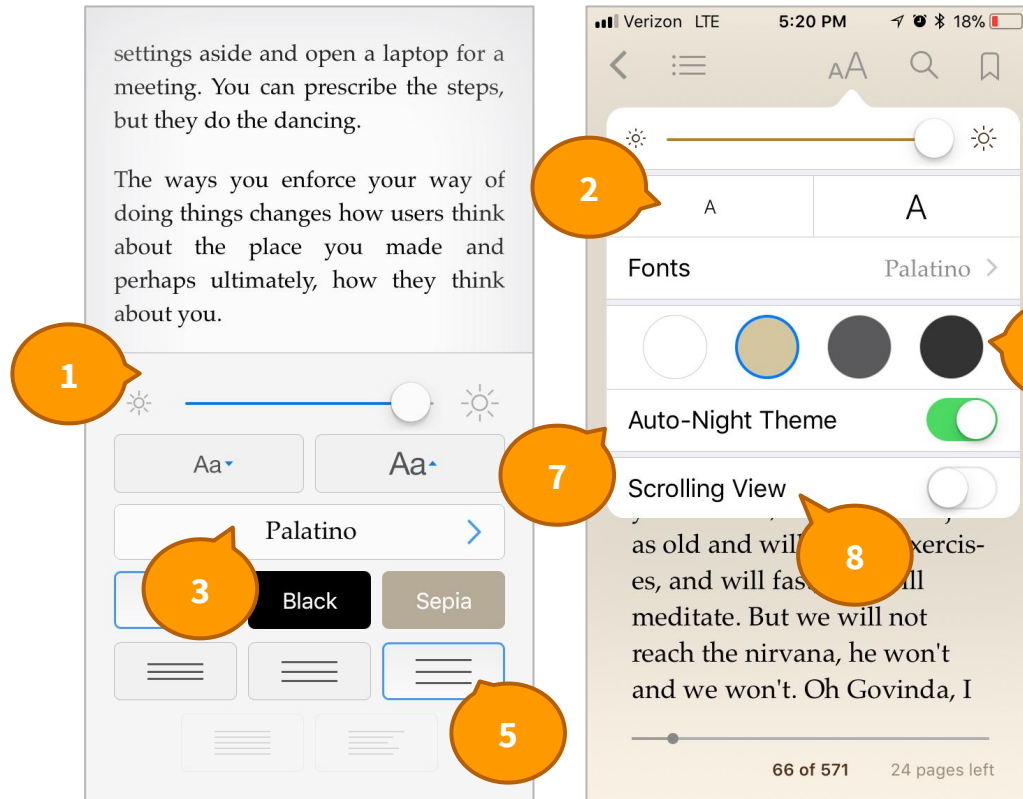 settings aside and open a laptop for a
meeting. You can prescribe the steps,
but they do the dancing.
The ways you enforce your way of
doing things changes how users think
about the place you made and
perhaps ultimately, how they think
about you.
1
Aa
Aa
Palatino
3
Black
Sepia
5
Verizon LTE
5:20 PM
18%
AA
2
A
A
Fonts
Palatino
Auto-Night Theme
7
Scrolling View
8
as old and will
xercis-
es, and will fas
ll
meditate. But we will not
reach the nirvana, he won't
and we won't. Oh Govinda, I
66 of 571
24 pages left